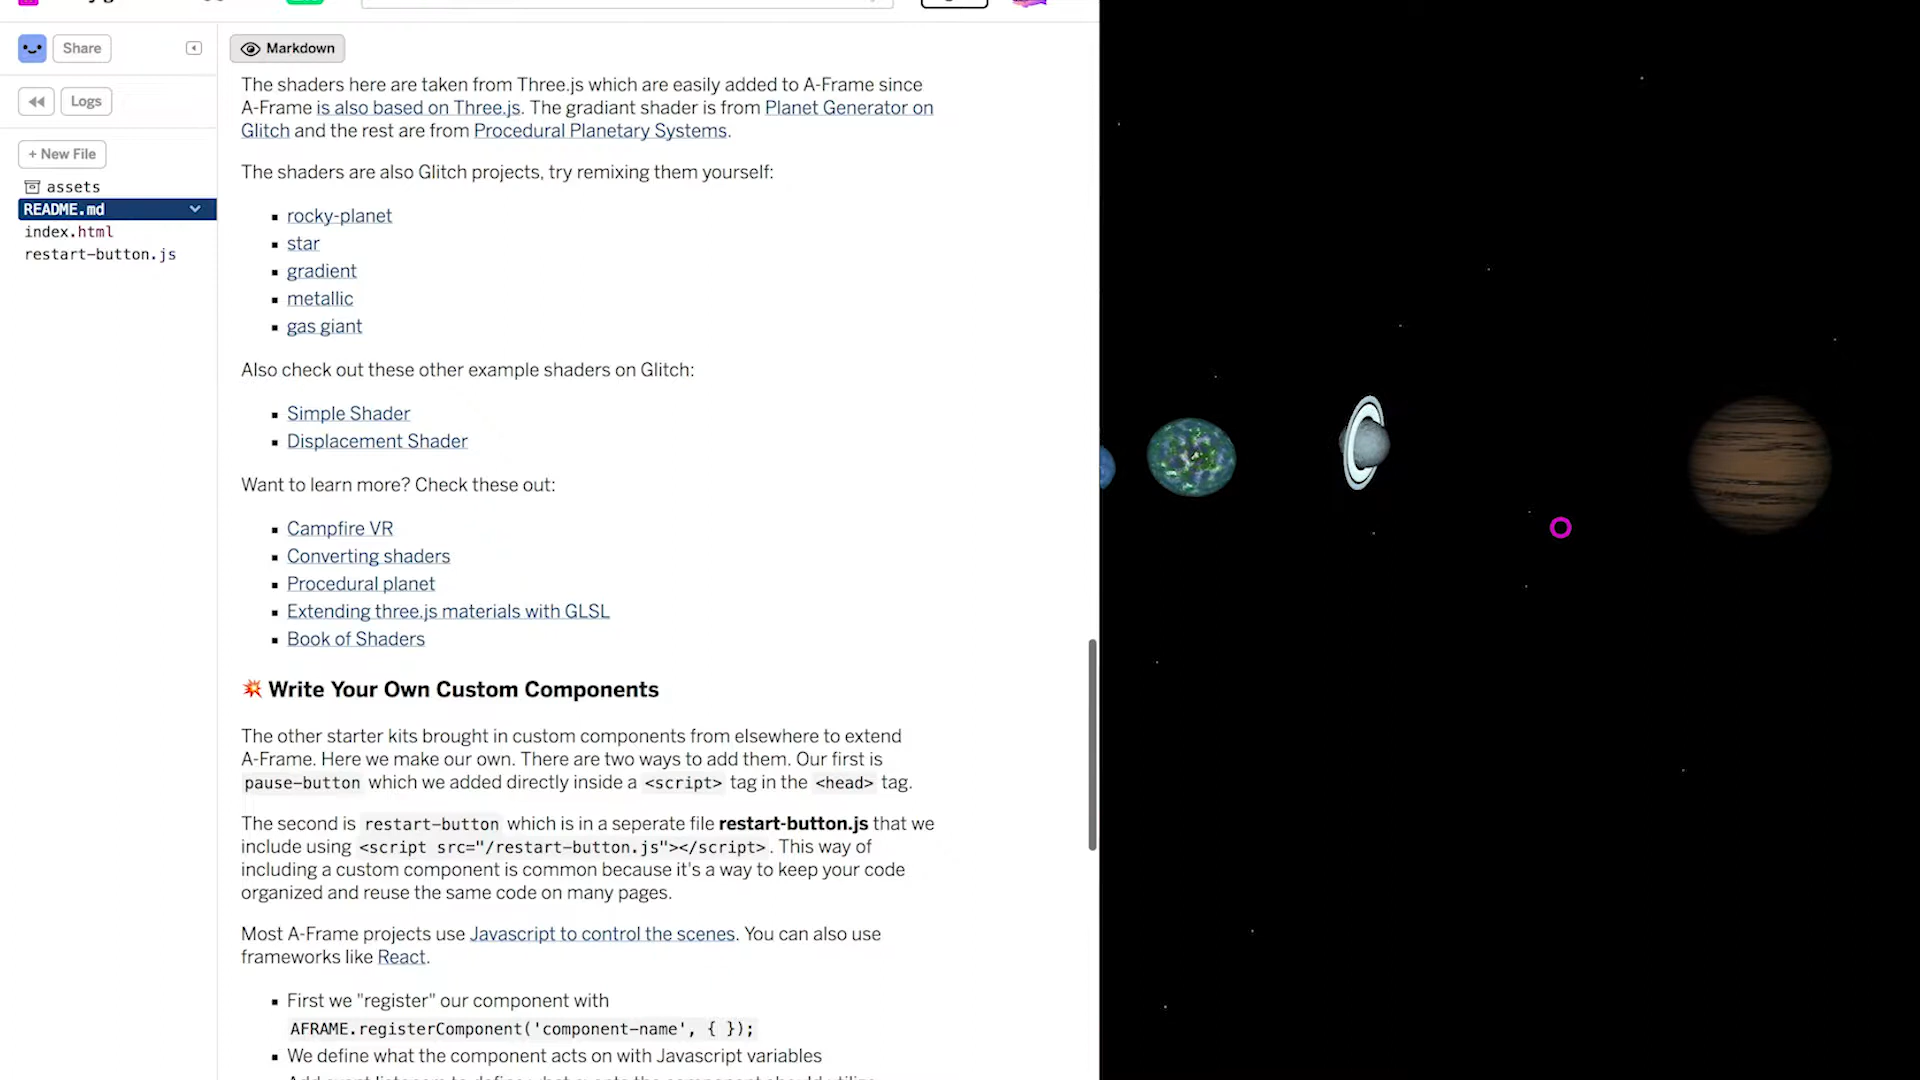 Share
Markdown
Logs
+ New File
assets
README.md
index.html
restart-button.js
The shaders here are taken from Three.js which are easily added to A-Frame since
A-Frame is also based on Three.js. The gradiant shader is from Planet Generator on
Glitch and the rest are from Procedural Planetary Systems.
The shaders are also Glitch projects, try remixing them yourself:
rocky-planet
star
gradient
metallic
gas giant
Also check out these other example shaders on Glitch:
Simple Shader
Displacement Shader
Want to learn more? Check these out:
Campfire VR
Converting shaders
Procedural planet
Extending three.js materials with GLSL
Book of Shaders
💥 Write Your Own Custom Components
The other starter kits brought in custom components from elsewhere to extend
A-Frame. Here we make our own. There are two ways to add them. Our first is
pause-button which we added directly inside a <script> tag in the <head> tag.
The second is restart-button which is in a seperate file restart-button.js that we
include using <script src="/restart-button.js"></script>. This way of
including a custom component is common because it's a way to keep your code
organized and reuse the same code on many pages.
Most A-Frame projects use Javascript to control the scenes. You can also use
frameworks like React.
First we "register" our component with
AFRAME.registerComponent('component-name', { });
We define what the component acts on with Javascript variables